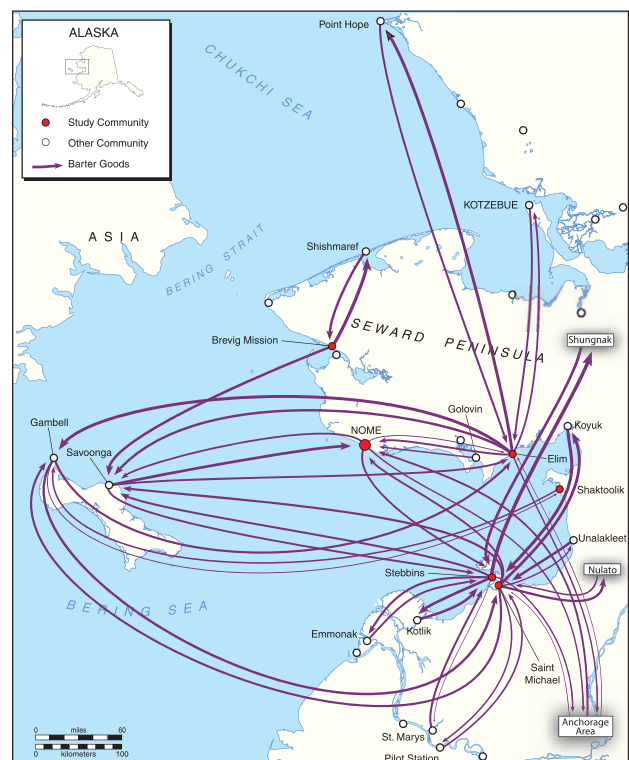 ALASKA
Study Community
Other Community
Barter Goods
Point Hope
CHUKCHI SEA
KOTZEBUE
ASIA
BERING STRAIT
Shishmaref
SEWARD PENINSULA
Brevig Mission
Shungnak
Golovin
Gambell
NOME
Koyuk
Savoonga
Elim
Shaktoolik
Unalakleet
Stebbins
Nulato
BERING SEA
Emmonak
Kotlik
Saint
Michael
Anchorage
Area
St. Marys
Pilot Station
0 miles 60
0 kilometers 100